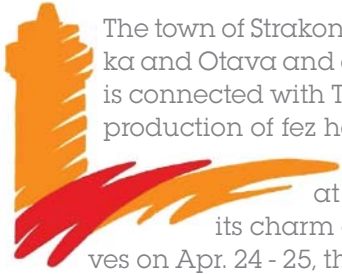 The town of Strakon
ka and Otava and
is connected with T
production of fez h
at
its charm
ves on Apr. 24 - 25, th